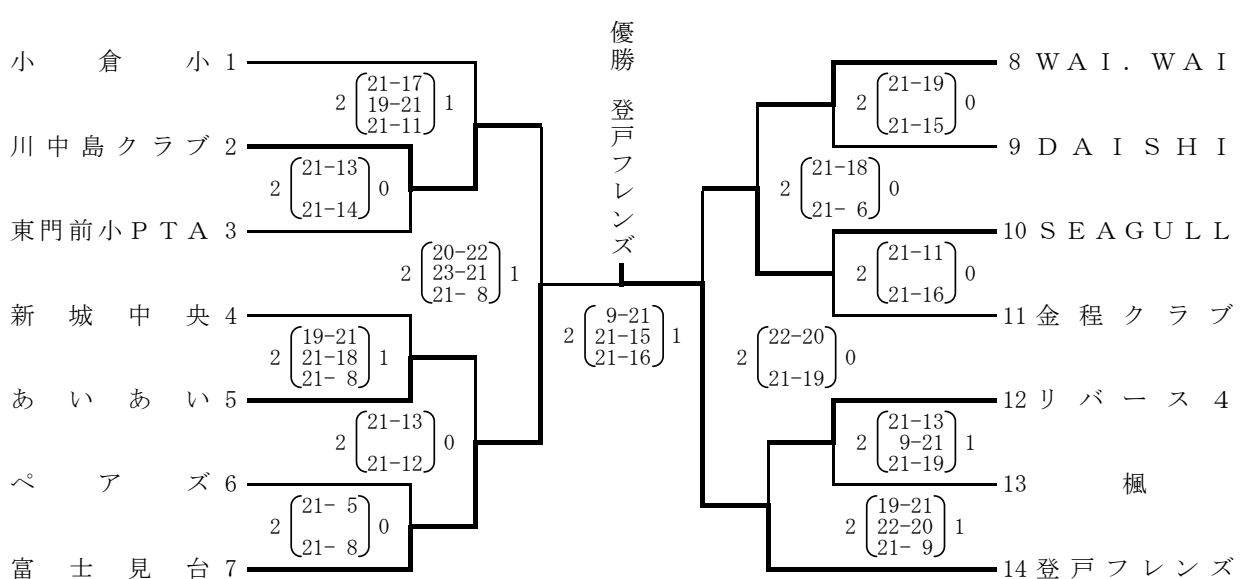 優勝 登戸フレンズ
小倉小 1
2 (21-17 19-21 21-11) 1
川中島クラブ 2
2 (21-13 21-14) 0
東門前小PTA 3
2 (20-22 23-21 21- 8) 1
新城中央 4
2 (19-21 21-18 21- 8) 1
あいあい 5
2 (21-13 21-12) 0
ペアズ 6
2 (21- 5 21- 8) 0
富士見台 7
2 (9-21 21-15 21-16) 1
8 WAI.WAI
2 (21-19 21-15) 0
9 DAISHI
2 (21-18 21- 6) 0
10 SEAGULL
2 (21-11 21-16) 0
11 金程クラブ
2 (22-20 21-19) 0
12 リバース4
2 (21-13 9-21 21-19) 1
13 楓
2 (19-21 22-20 21- 9) 1
14 登戸フレンズ